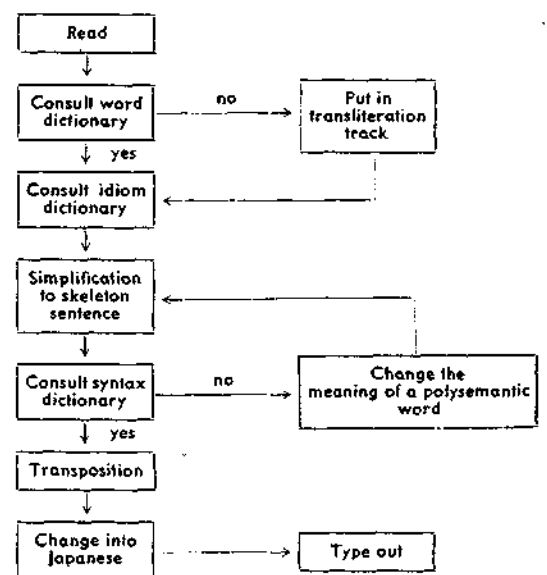 Read
Consult word
dictionary
no
Put in
transliteration
track
yes
Consult idiom
dictionary
Simplification
to skeleton
sentence
Consult syntax
dictionary
no
Change the
meaning of a polysemantic
word
yes
Transposition
Change into
Japanese
Type out